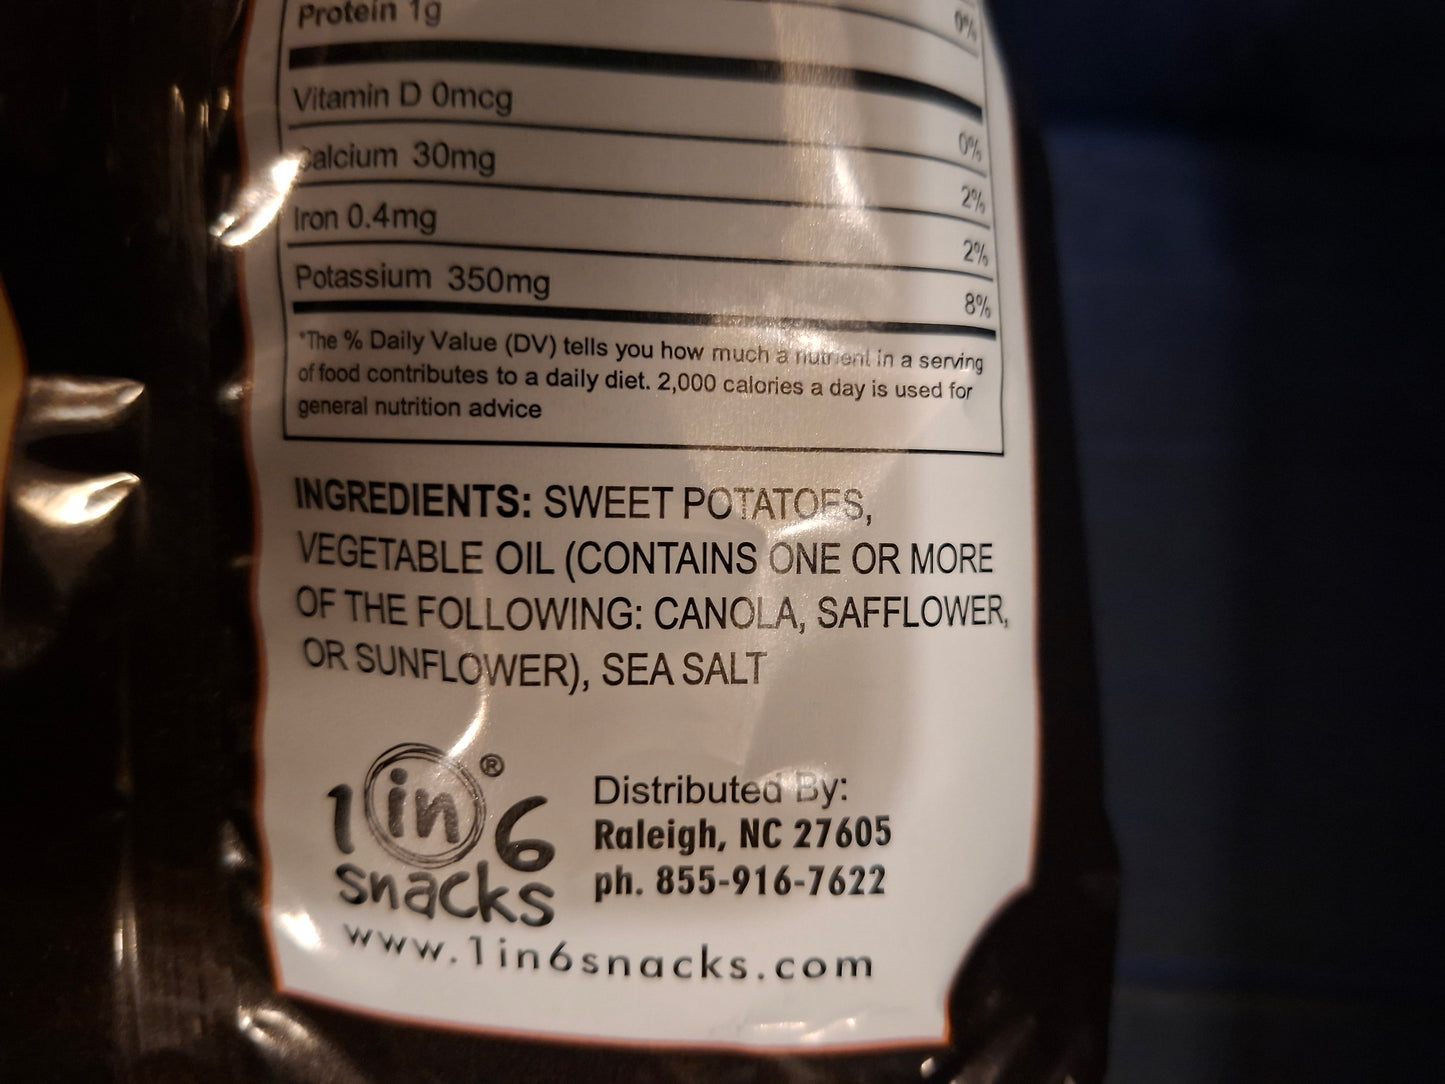 Protein 1g 0%
Vitamin D 0mcg 0%
Calcium 30mg 2%
Iron 0.4mg 2%
Potassium 350mg 8%
*The % Daily Value (DV) tells you how much a nutrient in a serving
of food contributes to a daily diet. 2,000 calories a day is used for
general nutrition advice
INGREDIENTS: SWEET POTATOES,
VEGETABLE OIL (CONTAINS ONE OR MORE
OF THE FOLLOWING: CANOLA, SAFFLOWER,
OR SUNFLOWER), SEA SALT
1 in 6 ®
snacks
Distributed By:
Raleigh, NC 27605
ph. 855-916-7622
www.1in6snacks.com